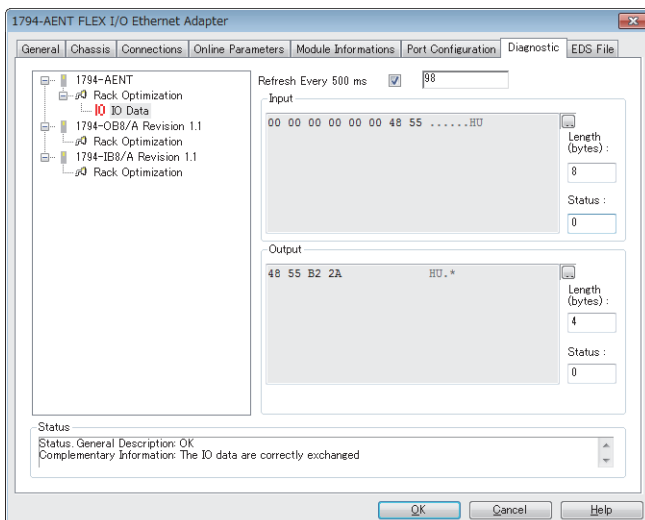 1794-AENT FLEX I/O Ethernet Adapter
General Chassis Connections Online Parameters Module Informations Port Configuration Diagnostic EDS File
1794-AENT
Rack Optimization
IO IO Data
1794-OB8/A Revision 1.1
Rack Optimization
1794-IB8/A Revision 1.1
Rack Optimization
Refresh Every 500 ms 98
Input
00 00 00 00 00 00 48 55 ......HU
...
Length
(bytes) :
8
Status :
0
Output
48 55 B2 2A HU.*
...
Length
(bytes) :
4
Status :
0
Status
Status. General Description: OK
Complementary Information: The IO data are correctly exchanged
OK Cancel Help